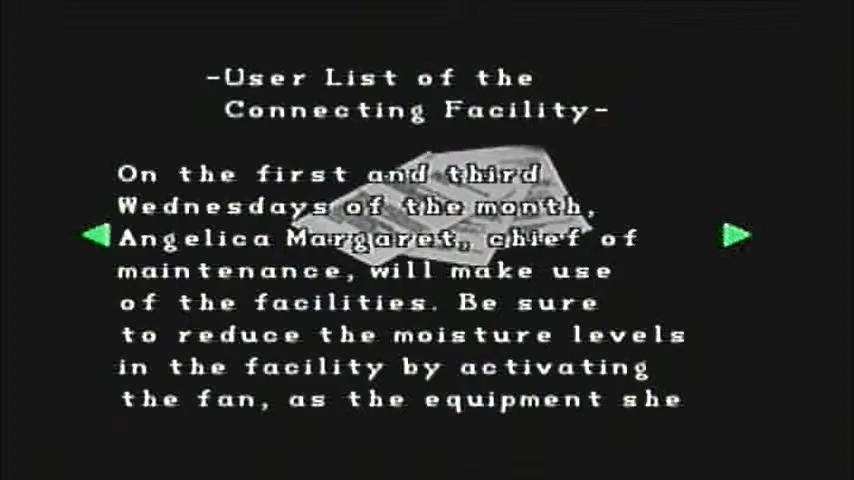 -User List of the
Connecting Facility-
On the first and third
Wednesdays of the month,
Angelica Margaret, chief of
maintenance, will make use
of the facilities. Be sure
to reduce the moisture levels
in the facility by activating
the fan, as the equipment she